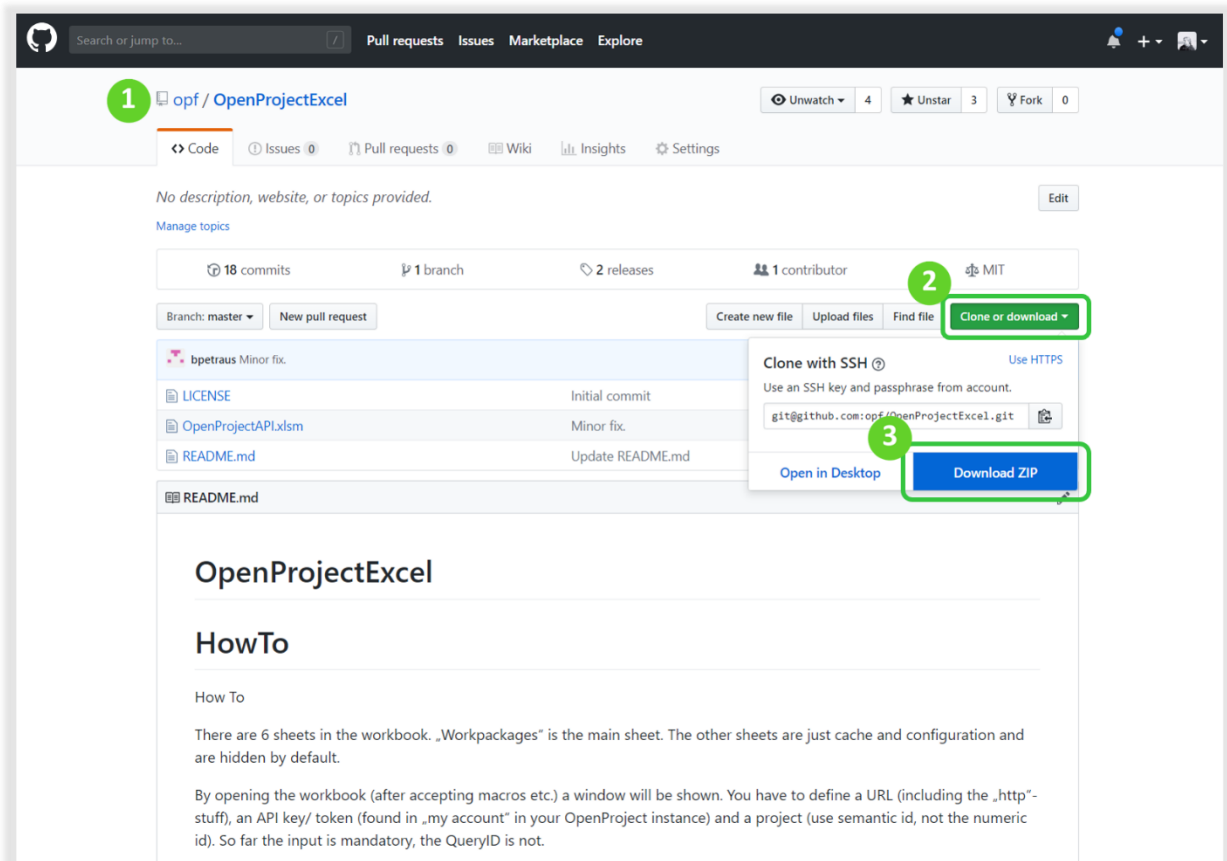 Search or jump to... / Pull requests Issues Marketplace Explore
1 opf / OpenProjectExcel Unwatch 4 Unstar 3 Fork 0
Code Issues 0 Pull requests 0 Wiki Insights Settings
No description, website, or topics provided. Edit
Manage topics
18 commits 1 branch 2 releases 1 contributor MIT
2
Branch: master New pull request Create new file Upload files Find file Clone or download
bpetraus Minor fix.
Clone with SSH Use HTTPS
Use an SSH key and passphrase from account.
LICENSE Initial commit
git@github.com:opf/OpenProjectExcel.git
OpenProjectAPI.xlsm Minor fix.
3
README.md Update README.md
Open in Desktop Download ZIP
README.md
OpenProjectExcel
HowTo
How To
There are 6 sheets in the workbook. „Workpackages“ is the main sheet. The other sheets are just cache and configuration and
are hidden by default.
By opening the workbook (after accepting macros etc.) a window will be shown. You have to define a URL (including the „http“-
stuff), an API key/ token (found in „my account“ in your OpenProject instance) and a project (use semantic id, not the numeric
id). So far the input is mandatory, the QueryID is not.